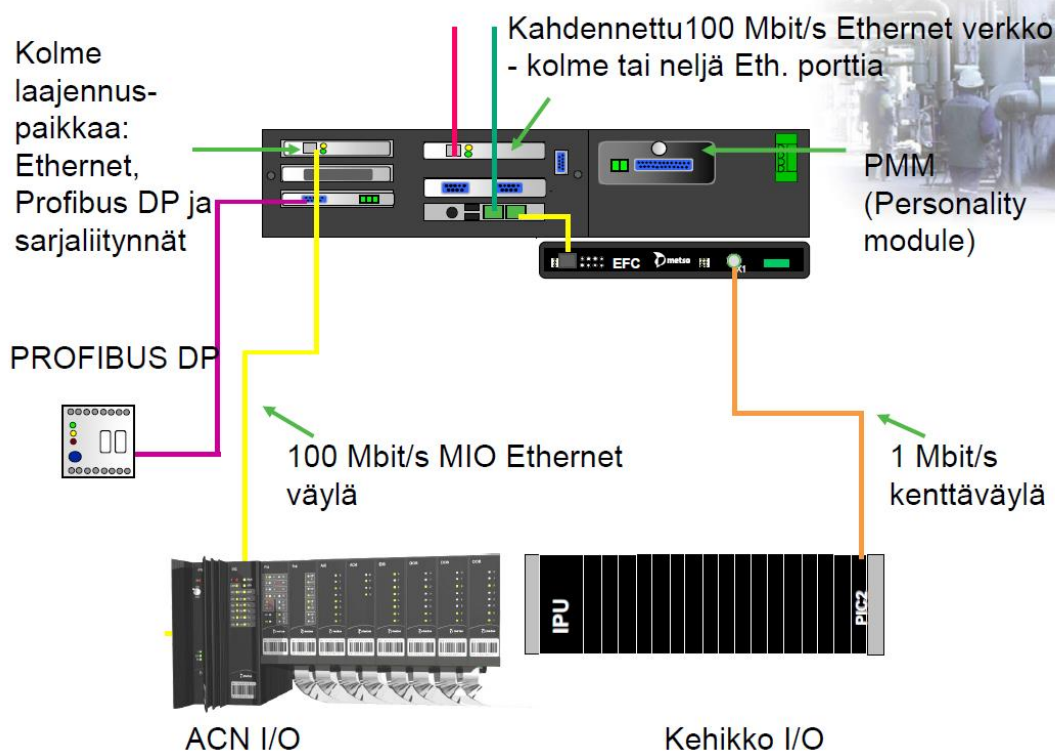 Kolme
laajennus-
paikkaa:
Ethernet,
Profibus DP ja
sarjaliitynnät
Kahdennettu100 Mbit/s Ethernet verkko
- kolme tai neljä Eth. porttia
PMM
(Personality
module)
EFC
metso
X1
PROFIBUS DP
100 Mbit/s MIO Ethernet
väylä
1 Mbit/s
kenttäväylä
IPU
PIC2
ACN I/O
Kehikko I/O